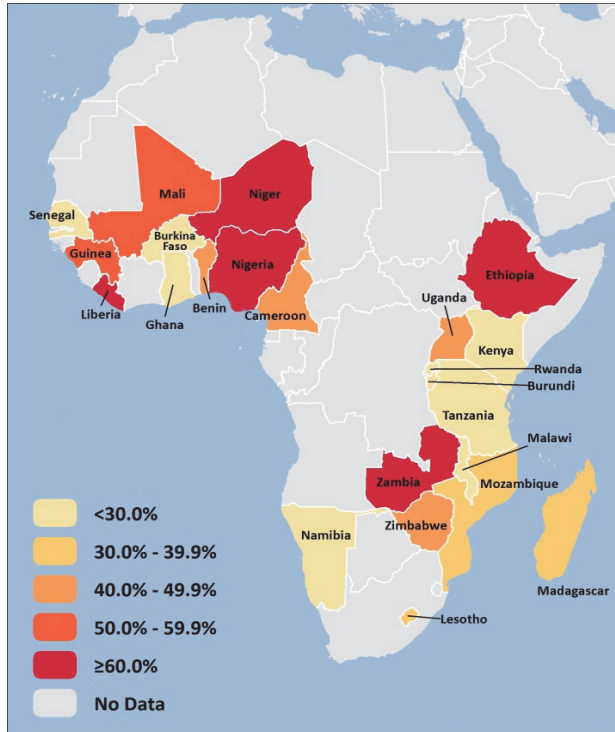 Mali
Niger
Senegal
Burkina
Faso
Guinea
Nigeria
Ethiopia
Liberia
Benin
Ghana
Cameroon
Uganda
Kenya
Rwanda
Burundi
Tanzania
Malawi
Zambia
Mozambique
Namibia
Zimbabwe
Madagascar
Lesotho
<30.0%
30.0% - 39.9%
40.0% - 49.9%
50.0% - 59.9%
≥60.0%
No Data